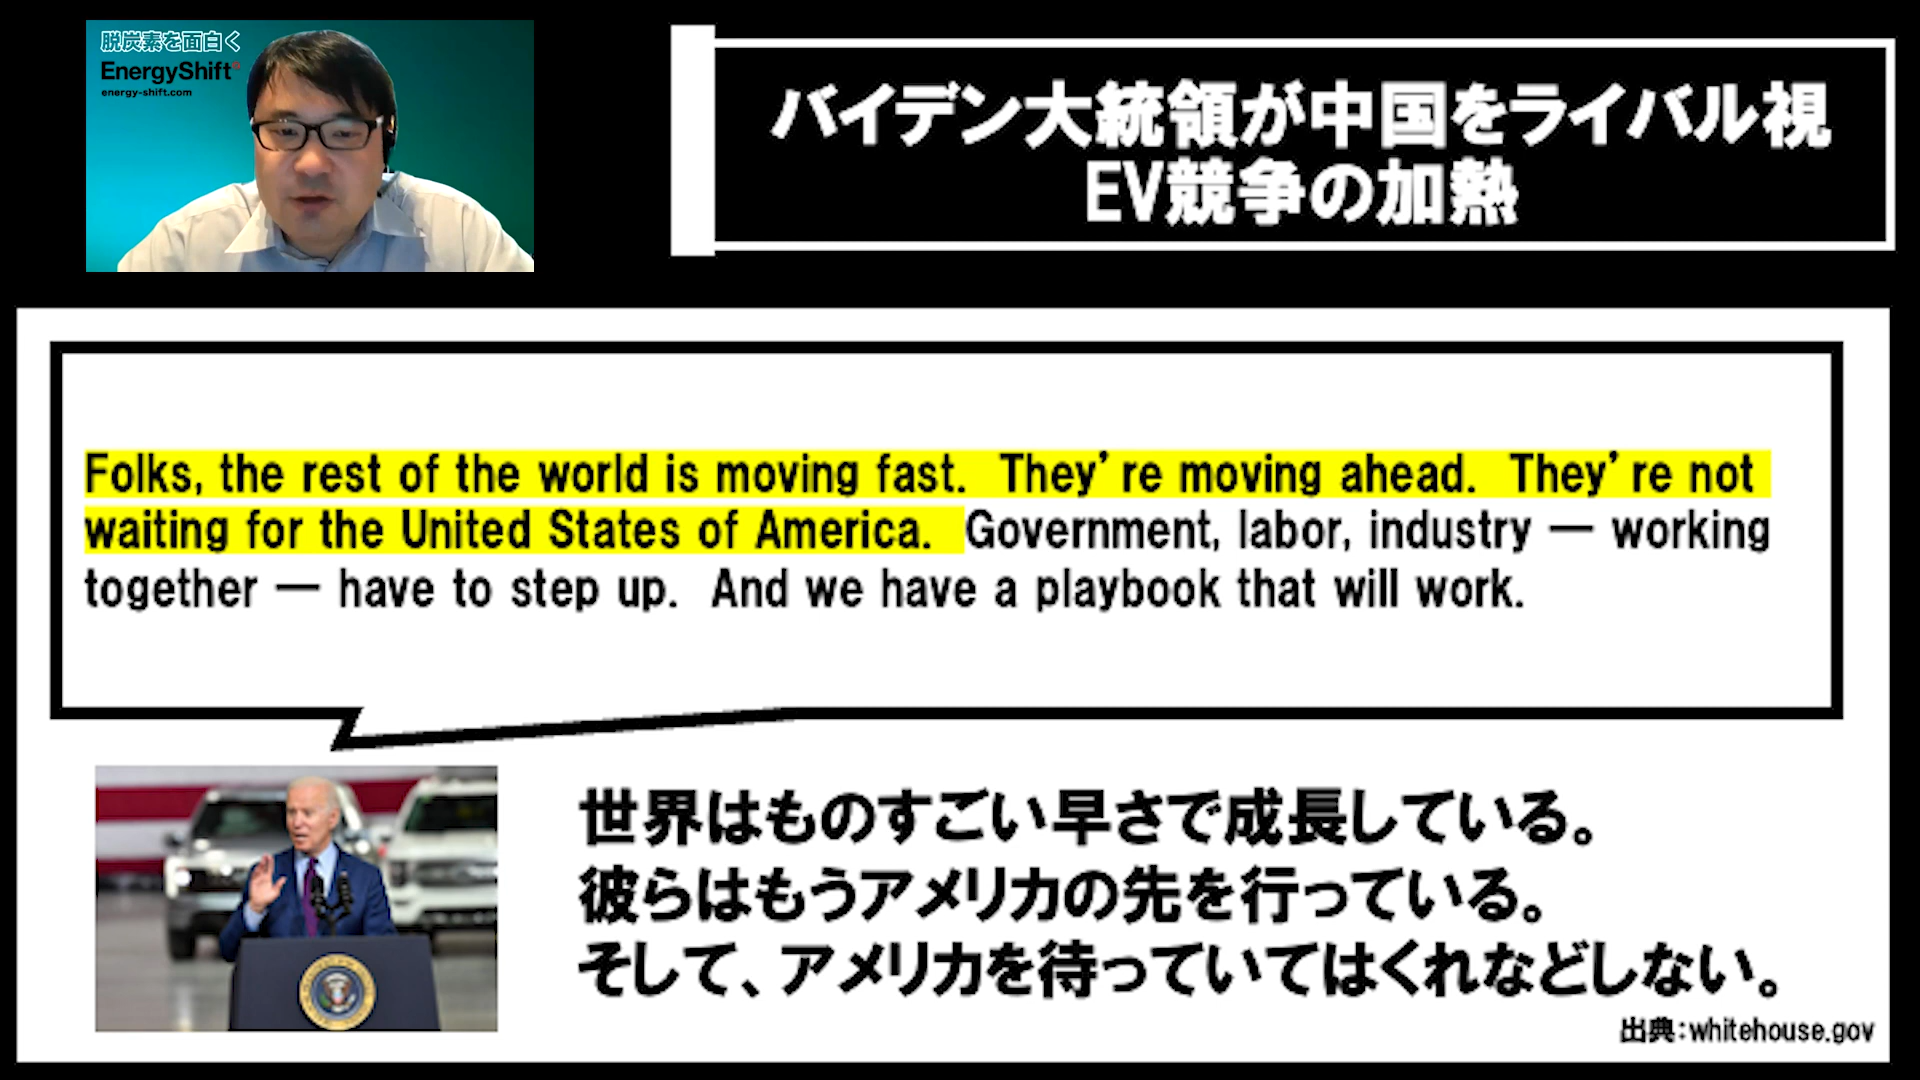 脱炭素を面白く
EnergyShift
energy-shift.com
バイデン大統領が中国をライバル視
EV競争の加熱
Folks, the rest of the world is moving fast. They’re moving ahead. They’re not
waiting for the United States of America. Government, labor, industry — working
together — have to step up. And we have a playbook that will work.
世界はものすごい早さで成長している。
彼らはもうアメリカの先を行っている。
そして、アメリカを待っていてはくれなどしない。
出典：whitehouse.gov